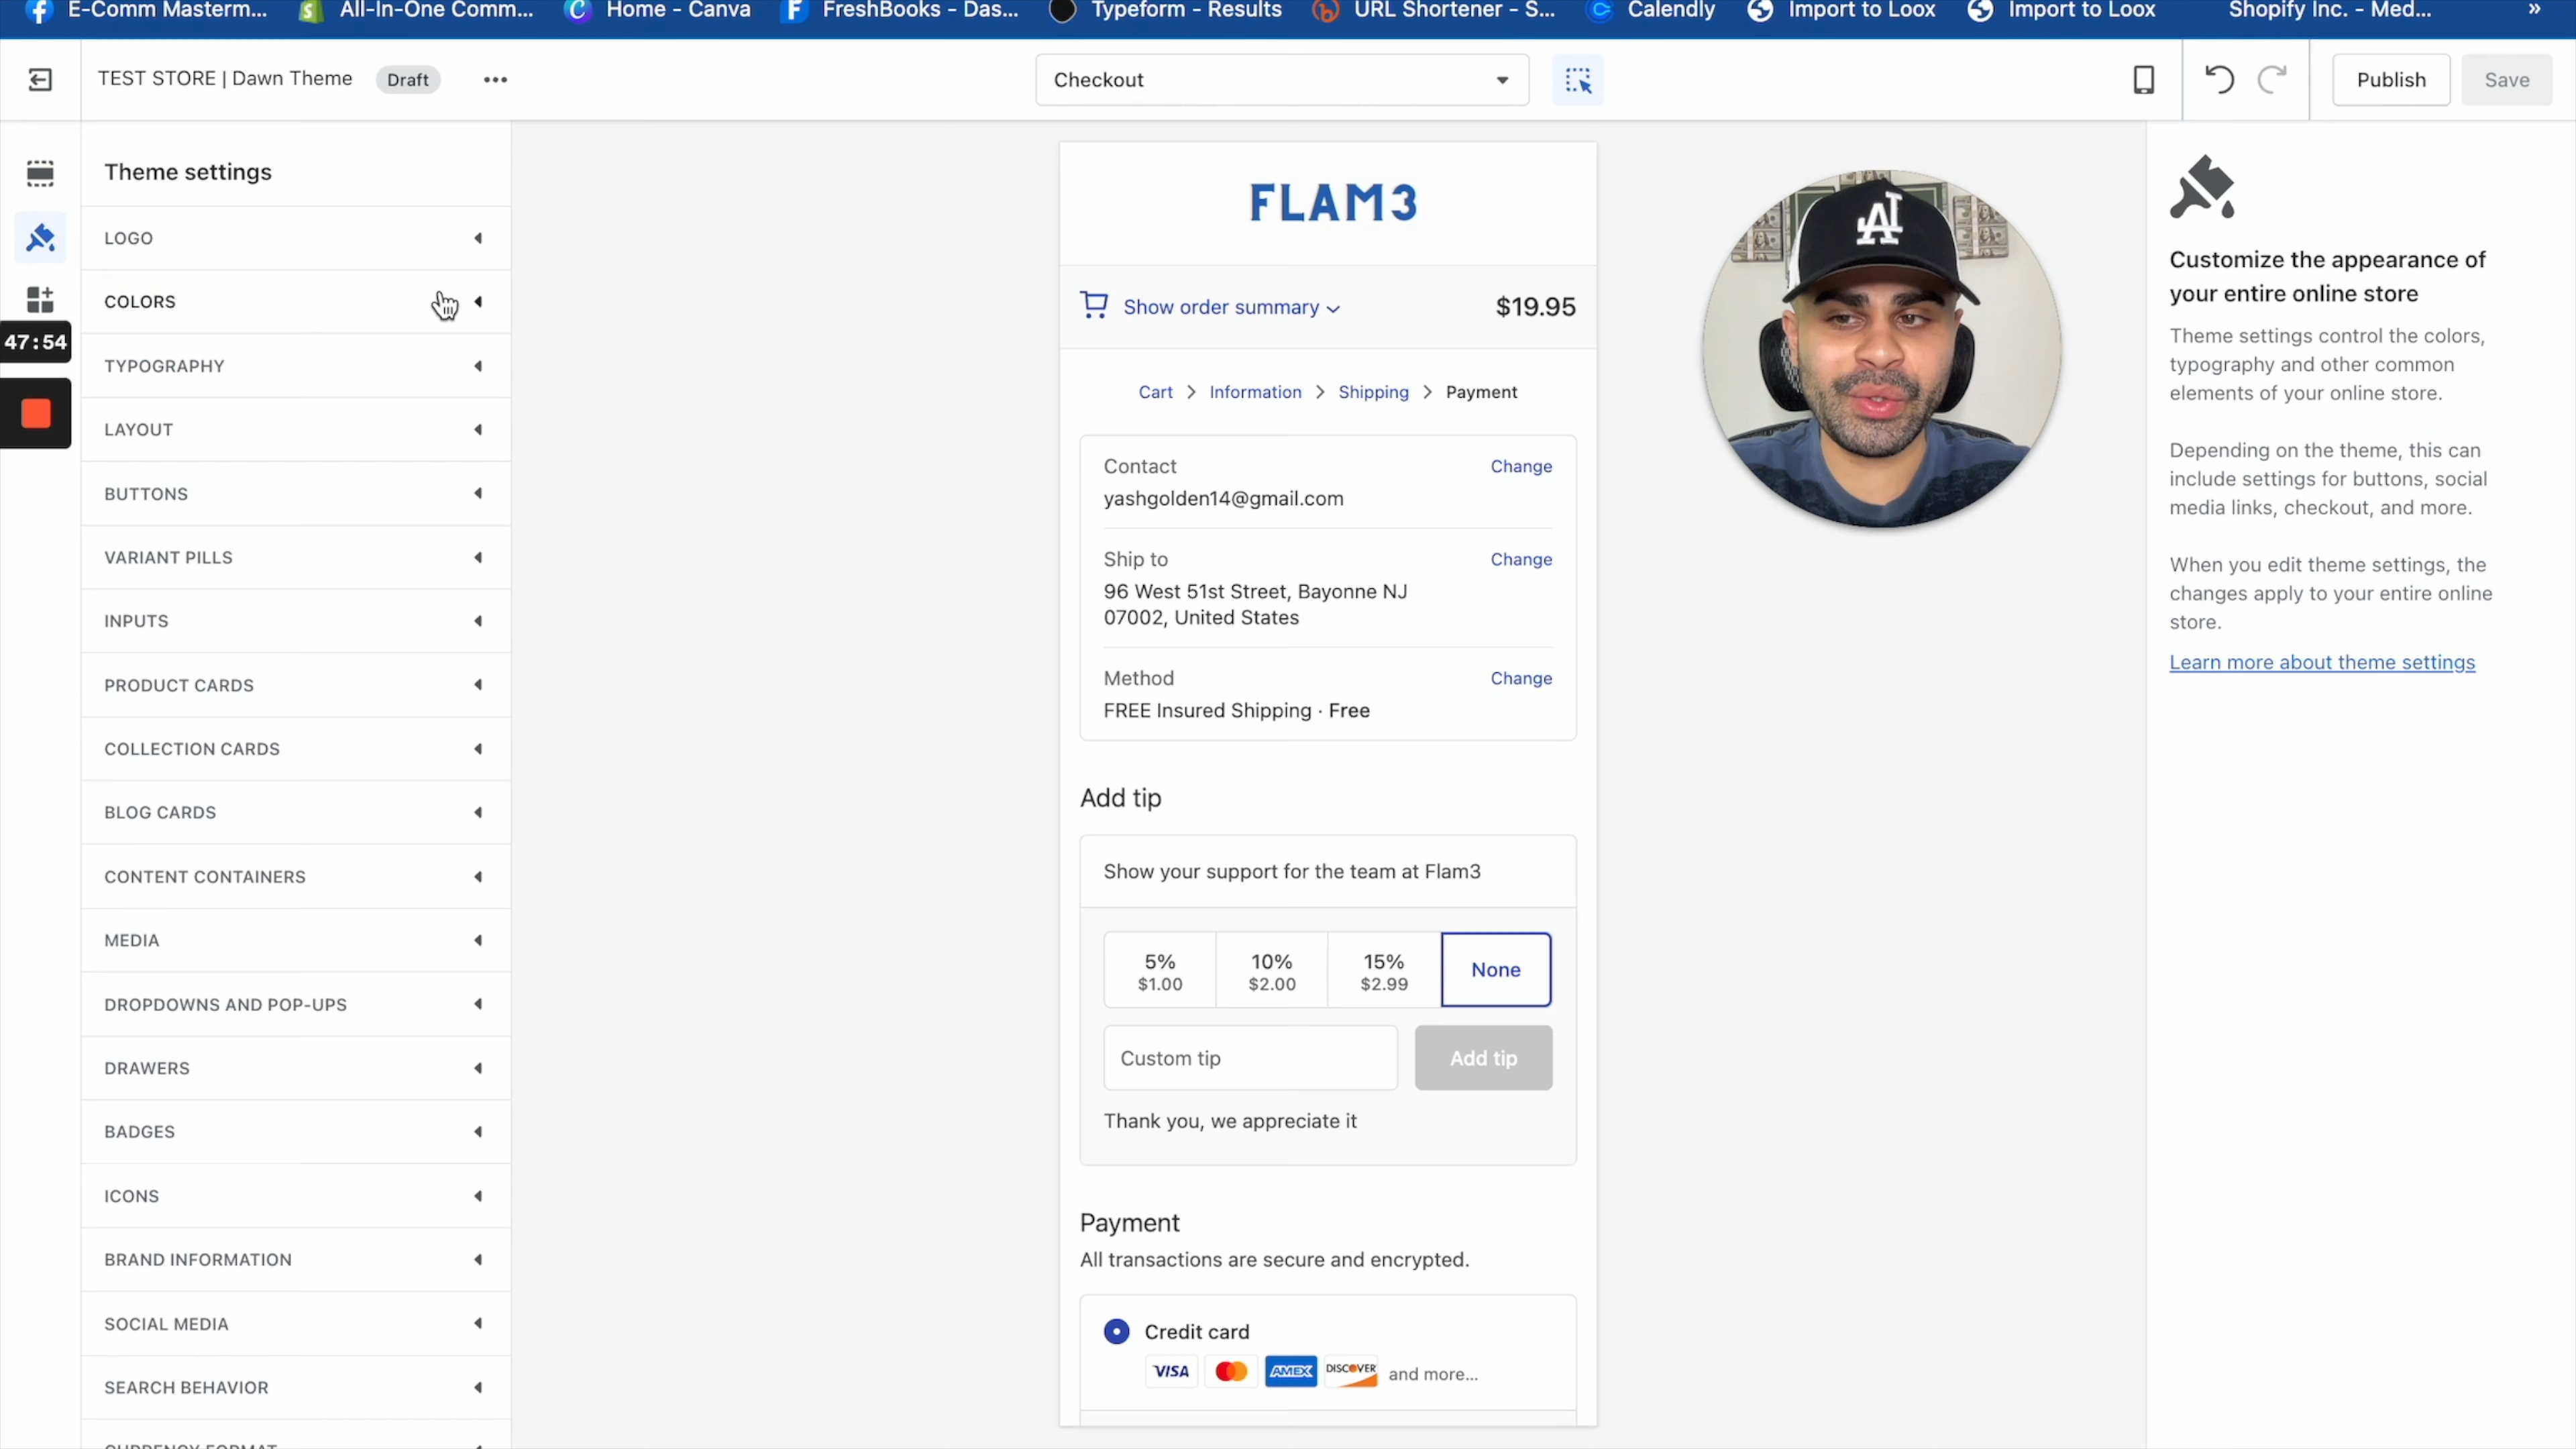 E-Comm Masterm...
All-In-One Comm...
Home - Canva
FreshBooks - Das...
Typeform - Results
URL Shortener - S...
Calendly
Import to Loox
Import to Loox
Shopify Inc. - Med...
»
TEST STORE | Dawn Theme
Draft
Checkout
Publish
Save
47:54
Theme settings
LOGO
COLORS
TYPOGRAPHY
LAYOUT
BUTTONS
VARIANT PILLS
INPUTS
PRODUCT CARDS
COLLECTION CARDS
BLOG CARDS
CONTENT CONTAINERS
MEDIA
DROPDOWNS AND POP-UPS
DRAWERS
BADGES
ICONS
BRAND INFORMATION
SOCIAL MEDIA
SEARCH BEHAVIOR
CURRENCY FORMAT
FLAM3
Show order summary
$19.95
Cart > Information > Shipping > Payment
Contact
Change
yashgolden14@gmail.com
Ship to
Change
96 West 51st Street, Bayonne NJ
07002, United States
Method
Change
FREE Insured Shipping · Free
Add tip
Show your support for the team at Flam3
5%
$1.00
10%
$2.00
15%
$2.99
None
Custom tip
Add tip
Thank you, we appreciate it
Payment
All transactions are secure and encrypted.
Credit card
VISA
AMEX
DISCOVER
and more...
LA
Customize the appearance of
your entire online store
Theme settings control the colors,
typography and other common
elements of your online store.
Depending on the theme, this can
include settings for buttons, social
media links, checkout, and more.
When you edit theme settings, the
changes apply to your entire online
store.
Learn more about theme settings